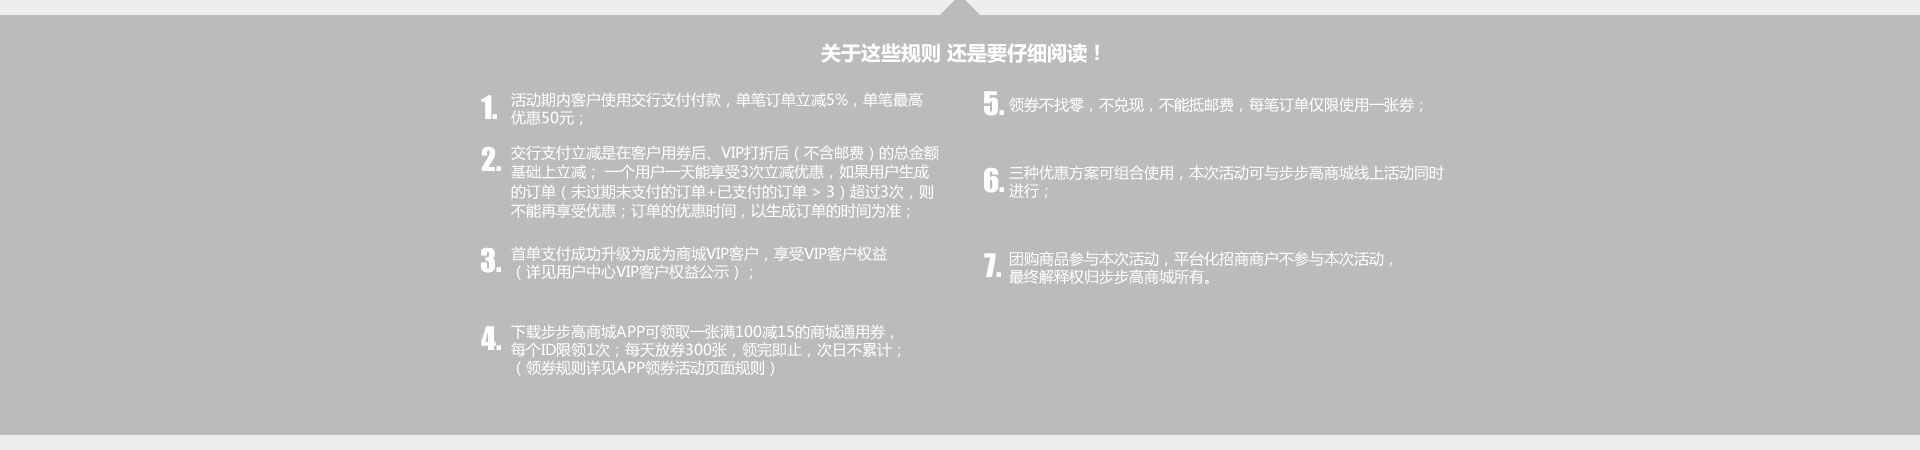 关于这些规则 还是要仔细阅读！
1. 活动期内客户使用交行支付付款，单笔订单立减5%，单笔最高
优惠50元；
2. 交行支付立减是在客户用券后、VIP打折后（不含邮费）的总金额
基础上立减； 一个用户一天能享受3次立减优惠，如果用户生成
的订单（未过期未支付的订单+已支付的订单 > 3）超过3次，则
不能再享受优惠；订单的优惠时间，以生成订单的时间为准；
3. 首单支付成功升级为成为商城VIP客户，享受VIP客户权益
（详见用户中心VIP客户权益公示）；
4. 下载步步高商城APP可领取一张满100减15的商城通用券，
每个ID限领1次；每天放券300张，领完即止，次日不累计；
（领券规则详见APP领券活动页面规则）
5. 领券不找零，不兑现，不能抵邮费，每笔订单仅限使用一张券；
6. 三种优惠方案可组合使用，本次活动可与步步高商城线上活动同时
进行；
7. 团购商品参与本次活动，平台化招商商户不参与本次活动，
最终解释权归步步高商城所有。